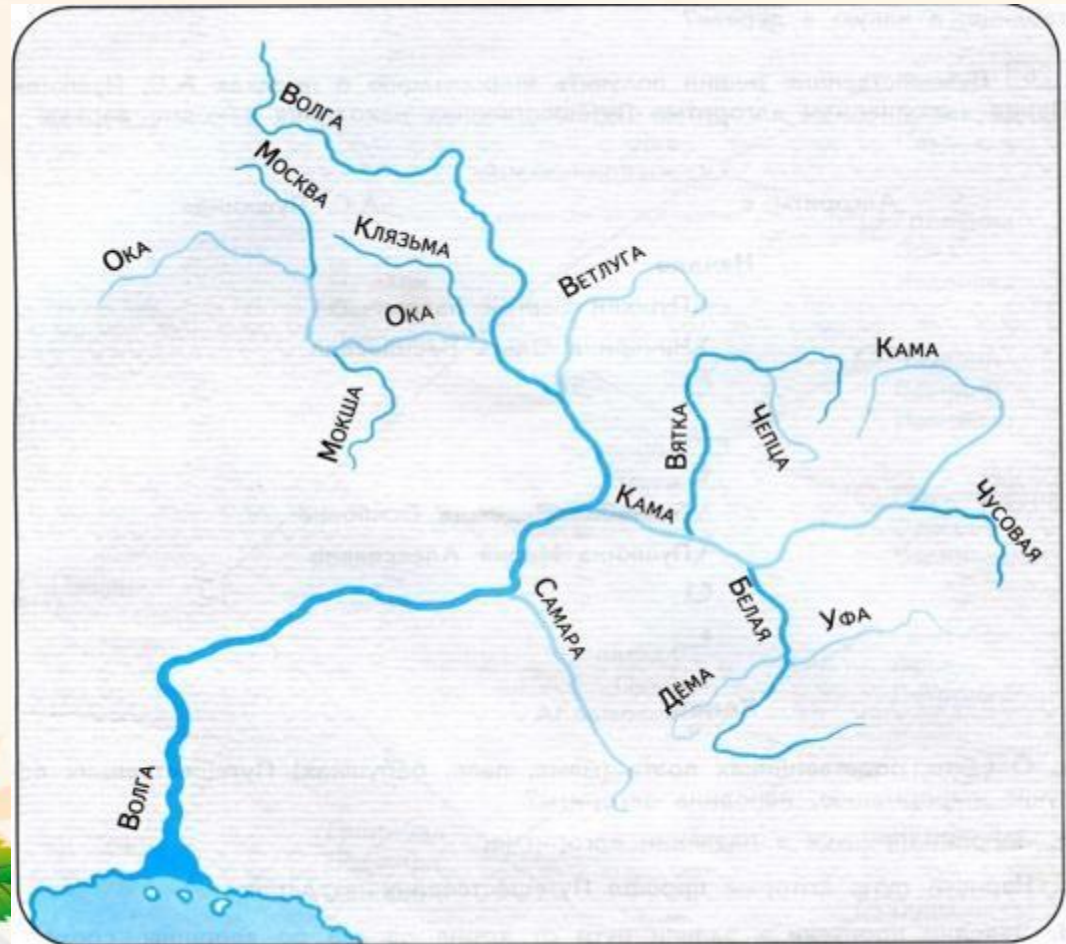 Волга
Москва
Клязьма
Ока
Ветлуга
Ока
Кама
Мокша
Вятка
Чепца
Кама
Чусовая
Самара
Белая
Уфа
Дёма
Волга